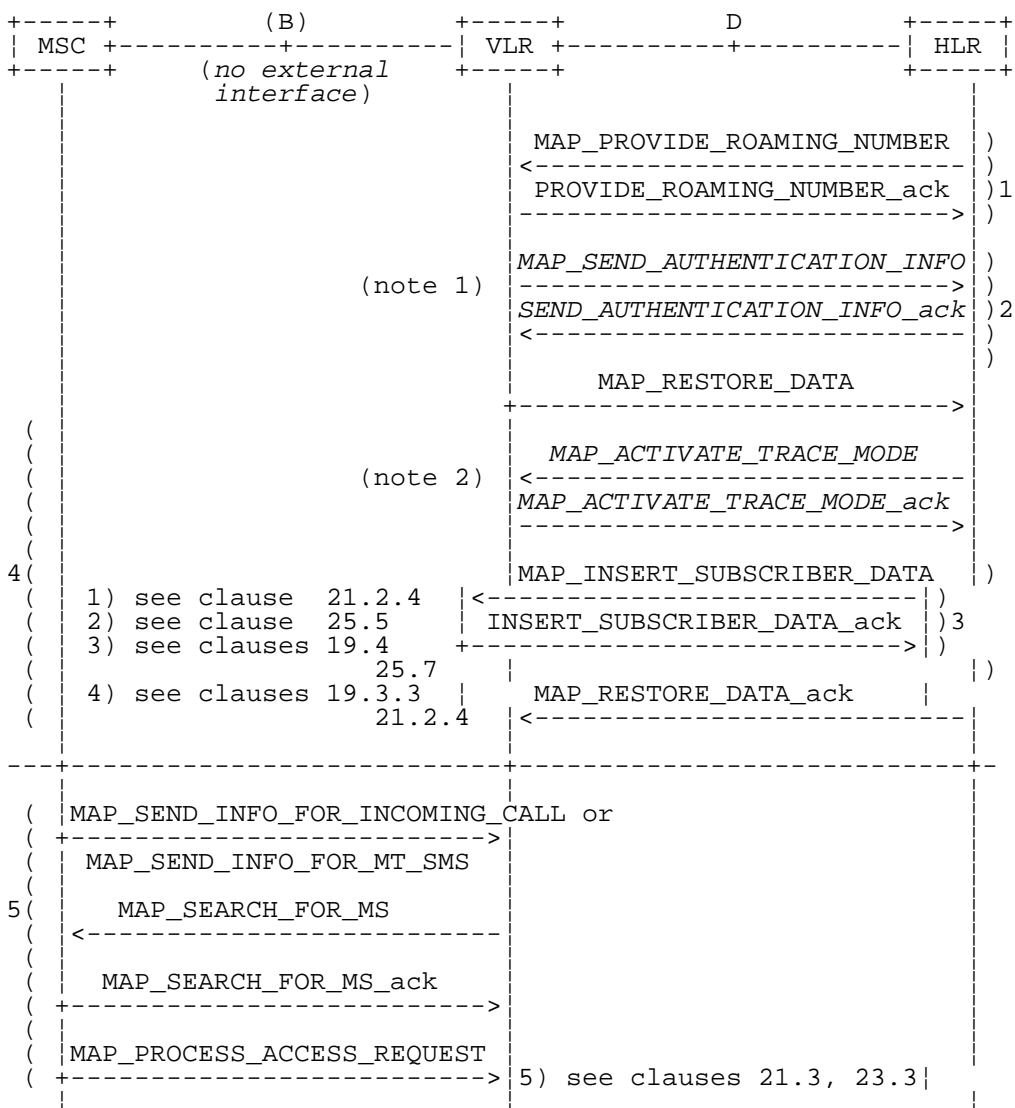 (B) D
MSC VLR HLR
(no external
interface)
MAP_PROVIDE_ROAMING_NUMBER )
)
PROVIDE_ROAMING_NUMBER_ack )1
)
MAP_SEND_AUTHENTICATION_INFO )
(note 1) )
SEND_AUTHENTICATION_INFO_ack )2
)
)
MAP_RESTORE_DATA
(
( MAP_ACTIVATE_TRACE_MODE
( (note 2)
( MAP_ACTIVATE_TRACE_MODE_ack
(
(
4( MAP_INSERT_SUBSCRIBER_DATA )
( 1) see clause 21.2.4 )
( 2) see clause 25.5 INSERT_SUBSCRIBER_DATA_ack )3
( 3) see clauses 19.4 )
( 25.7 )
( 4) see clauses 19.3.3 MAP_RESTORE_DATA_ack
( 21.2.4
( MAP_SEND_INFO_FOR_INCOMING_CALL or
(
( MAP_SEND_INFO_FOR_MT_SMS
(
5( MAP_SEARCH_FOR_MS
(
(
( MAP_SEARCH_FOR_MS_ack
(
(
( MAP_PROCESS_ACCESS_REQUEST
( 5) see clauses 21.3, 23.3